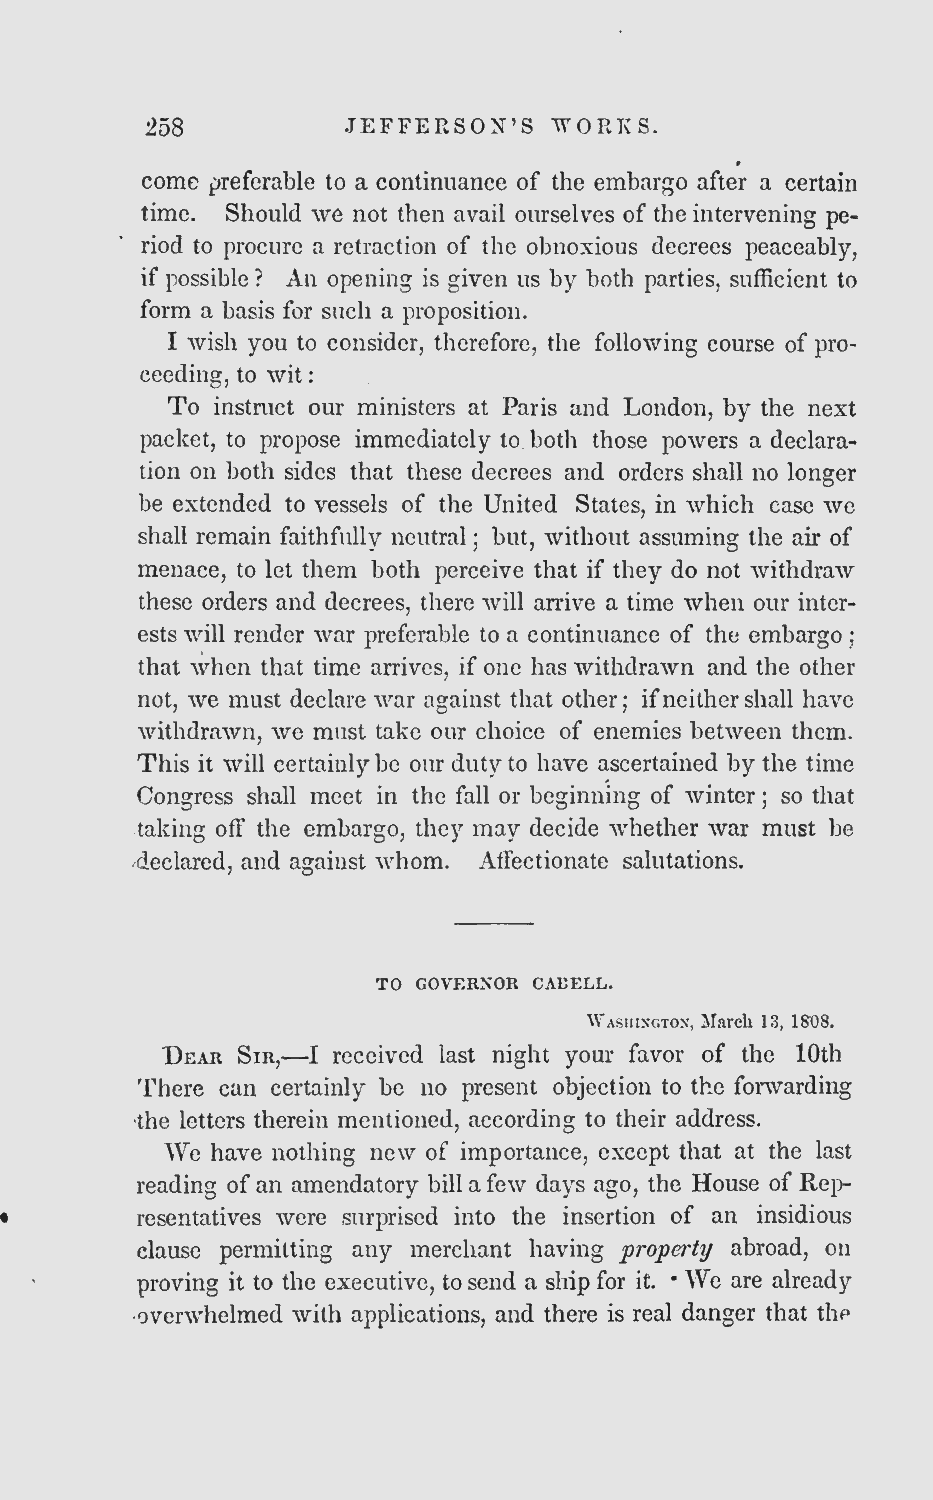 258 JEFFERSON'S WORKS.
come preferable to a continuance of the embargo after a certain
time. Should we not then avail ourselves of the intervening pe-
riod to procure a retraction of the obnoxious decrees peaceably,
if possible? An opening is given us by both parties, sufficient to
form a basis for such a proposition.
I wish you to consider, therefore, the following course of pro-
ceeding, to wit:
To instruct our ministers at Paris and London, by the next
packet, to propose immediately to both those powers a declara-
tion on both sides that these decrees and orders shall no longer
be extended to vessels of the United States, in which case we
shall remain faithfully neutral; but, without assuming the air of
menace, to let them both perceive that if they do not withdraw
these orders and decrees, there will arrive a time when our inter-
ests will render war preferable to a continuance of the embargo;
that when that time arrives, if one has withdrawn and the other
not, we must declare war against that other; if neither shall have
withdrawn, we must take our choice of enemies between them.
This it will certainly be our duty to have ascertained by the time
Congress shall meet in the fall or beginning of winter; so that
taking off the embargo, they may decide whether war must be
declared, and against whom. Affectionate salutations.
TO GOVERNOR CABELL.
Washington, March 13, 1808.
Dear Sir,—I received last night your favor of the 10th
There can certainly be no present objection to the forwarding
the letters therein mentioned, according to their address.
We have nothing new of importance, except that at the last
reading of an amendatory bill a few days ago, the House of Rep-
resentatives were surprised into the insertion of an insidious
clause permitting any merchant having property abroad, on
proving it to the executive, to send a ship for it. We are already
overwhelmed with applications, and there is real danger that the